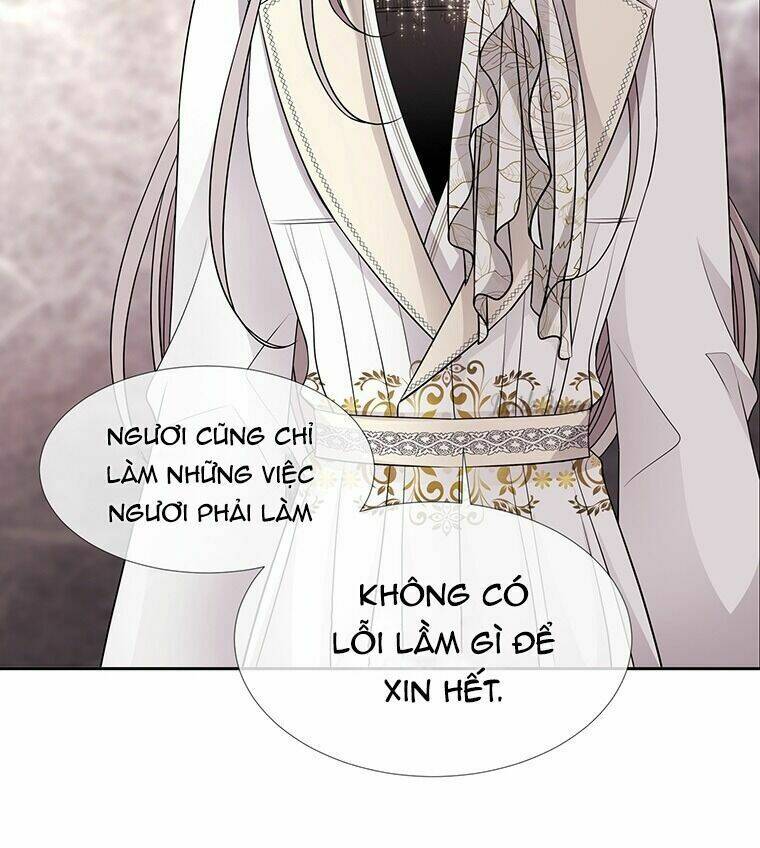 NGƯƠI CŨNG CHỈ
LÀM NHỮNG VIỆC
NGƯƠI PHẢI LÀM
KHÔNG CÓ
LỖI LẦM GÌ ĐỂ
XIN HẾT.